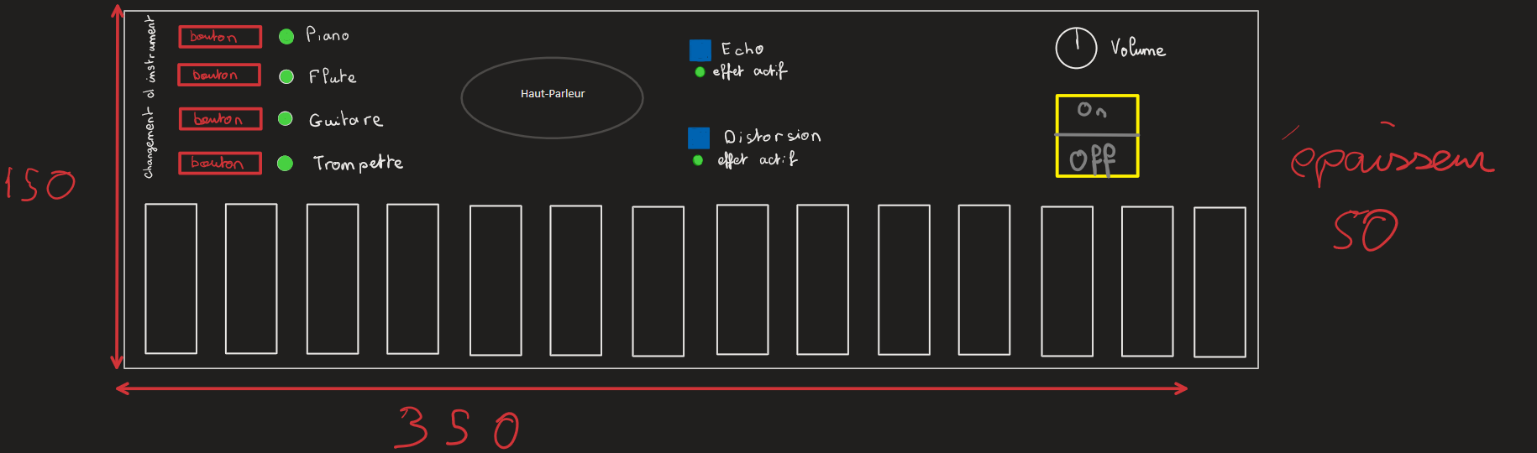 Changement d'instrument
bouton Piano
bouton Flute
bouton Guitare
bouton Trompette
Haut-Parleur
Echo
effet actif
Distorsion
effet actif
Volume
On
Off
150
350
épaisseur
50